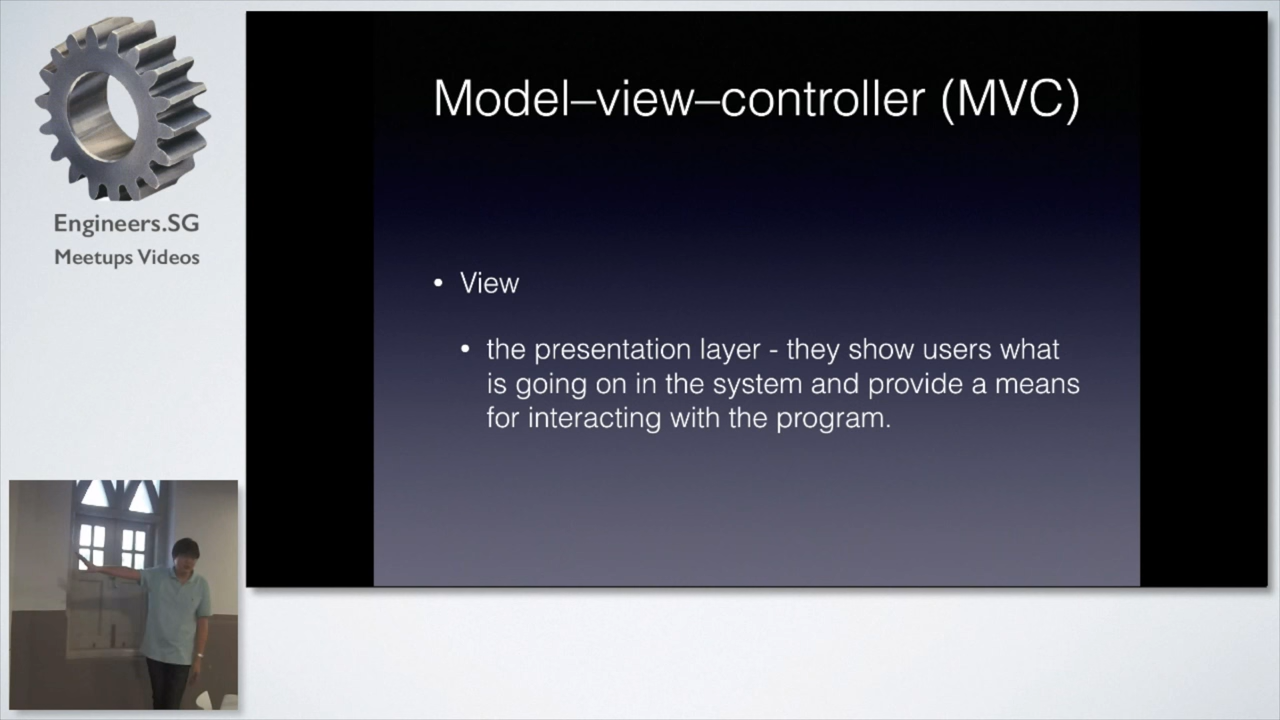 Engineers.SG
Meetups Videos
Model–view–controller (MVC)
• View
• the presentation layer - they show users what
is going on in the system and provide a means
for interacting with the program.